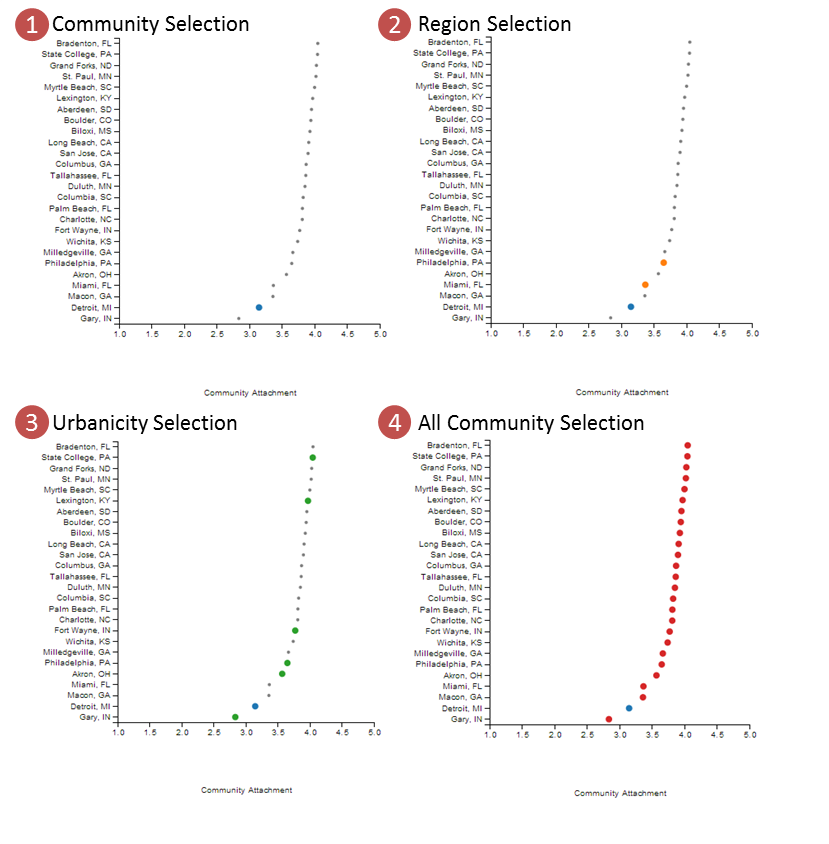 1 Community Selection
Bradenton, FL
State College, PA
Grand Forks, ND
St. Paul, MN
Myrtle Beach, SC
Lexington, KY
Aberdeen, SD
Boulder, CO
Biloxi, MS
Long Beach, CA
San Jose, CA
Columbus, GA
Tallahassee, FL
Duluth, MN
Columbia, SC
Palm Beach, FL
Charlotte, NC
Fort Wayne, IN
Wichita, KS
Milledgeville, GA
Philadelphia, PA
Akron, OH
Miami, FL
Macon, GA
Detroit, MI
Gary, IN
1.0 1.5 2.0 2.5 3.0 3.5 4.0 4.5 5.0
Community Attachment
2 Region Selection
Bradenton, FL
State College, PA
Grand Forks, ND
St. Paul, MN
Myrtle Beach, SC
Lexington, KY
Aberdeen, SD
Boulder, CO
Biloxi, MS
Long Beach, CA
San Jose, CA
Columbus, GA
Tallahassee, FL
Duluth, MN
Columbia, SC
Palm Beach, FL
Charlotte, NC
Fort Wayne, IN
Wichita, KS
Milledgeville, GA
Philadelphia, PA
Akron, OH
Miami, FL
Macon, GA
Detroit, MI
Gary, IN
1.0 1.5 2.0 2.5 3.0 3.5 4.0 4.5 5.0
Community Attachment
3 Urbanicity Selection
Bradenton, FL
State College, PA
Grand Forks, ND
St. Paul, MN
Myrtle Beach, SC
Lexington, KY
Aberdeen, SD
Boulder, CO
Biloxi, MS
Long Beach, CA
San Jose, CA
Columbus, GA
Tallahassee, FL
Duluth, MN
Columbia, SC
Palm Beach, FL
Charlotte, NC
Fort Wayne, IN
Wichita, KS
Milledgeville, GA
Philadelphia, PA
Akron, OH
Miami, FL
Macon, GA
Detroit, MI
Gary, IN
1.0 1.5 2.0 2.5 3.0 3.5 4.0 4.5 5.0
Community Attachment
4 All Community Selection
Bradenton, FL
State College, PA
Grand Forks, ND
St. Paul, MN
Myrtle Beach, SC
Lexington, KY
Aberdeen, SD
Boulder, CO
Biloxi, MS
Long Beach, CA
San Jose, CA
Columbus, GA
Tallahassee, FL
Duluth, MN
Columbia, SC
Palm Beach, FL
Charlotte, NC
Fort Wayne, IN
Wichita, KS
Milledgeville, GA
Philadelphia, PA
Akron, OH
Miami, FL
Macon, GA
Detroit, MI
Gary, IN
1.0 1.5 2.0 2.5 3.0 3.5 4.0 4.5 5.0
Community Attachment